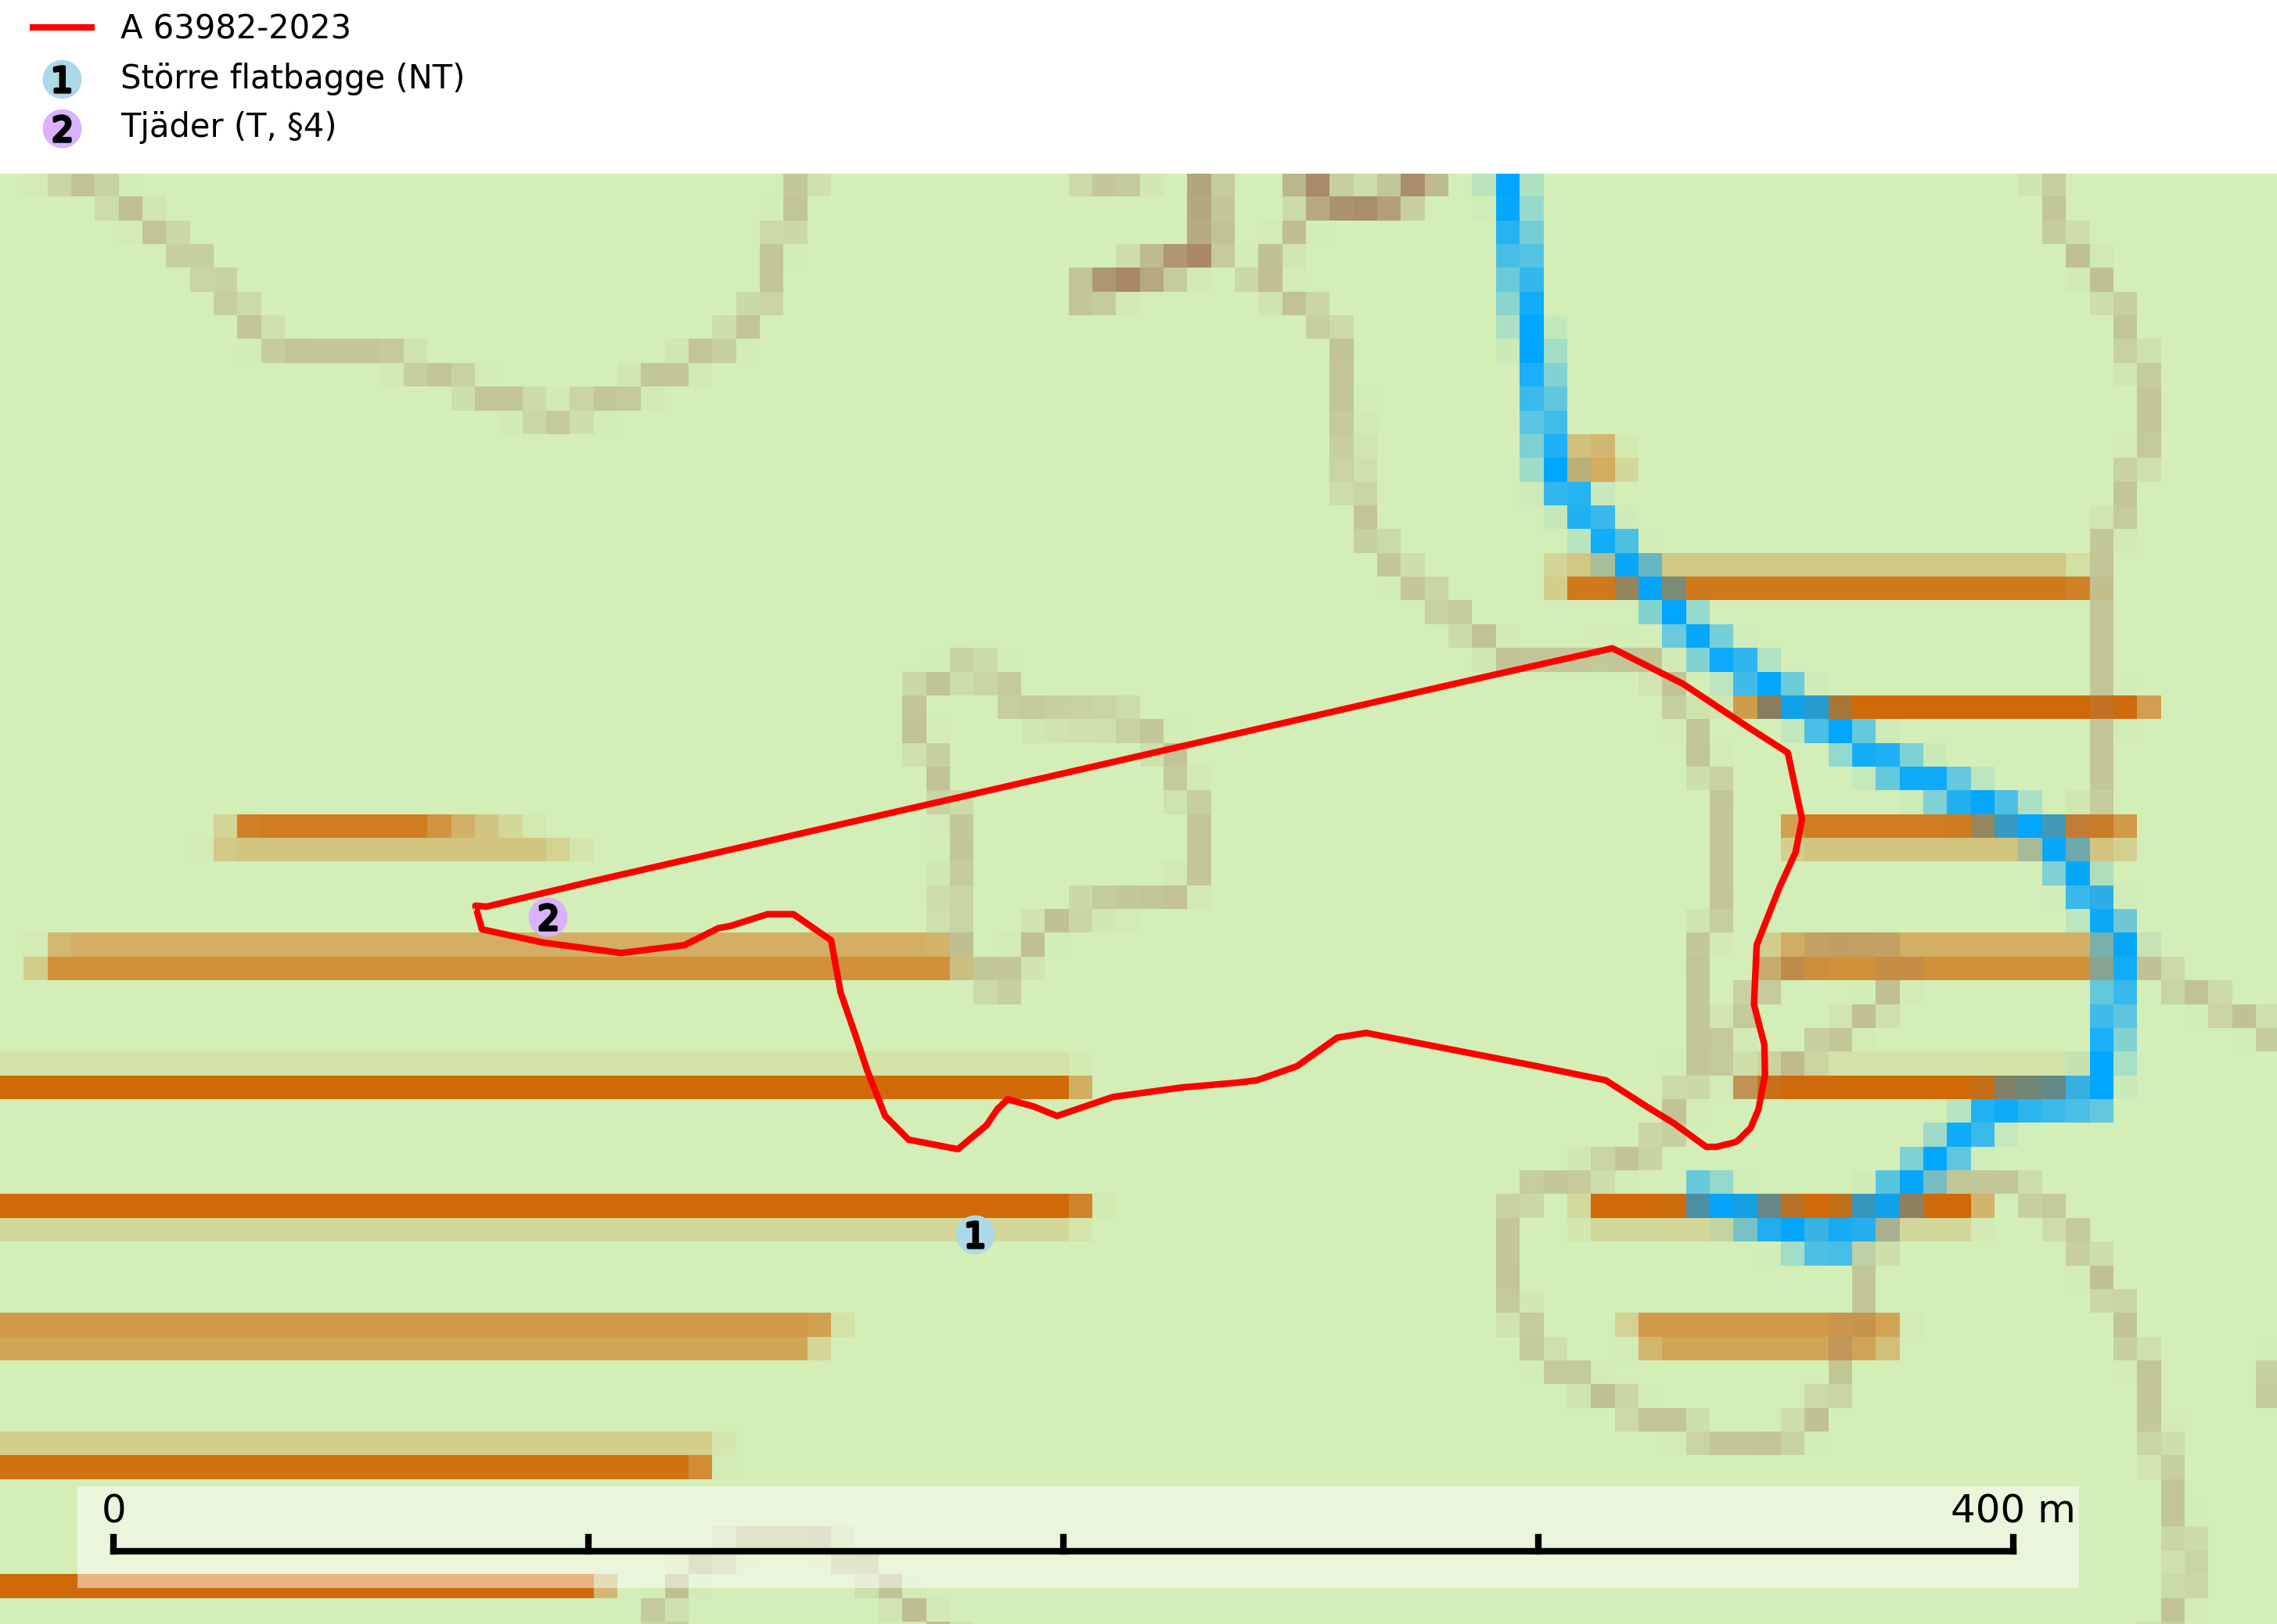 A 63982-2023
1 Större flatbagge (NT)
2 Tjäder (T, §4)
2
1
0 400 m